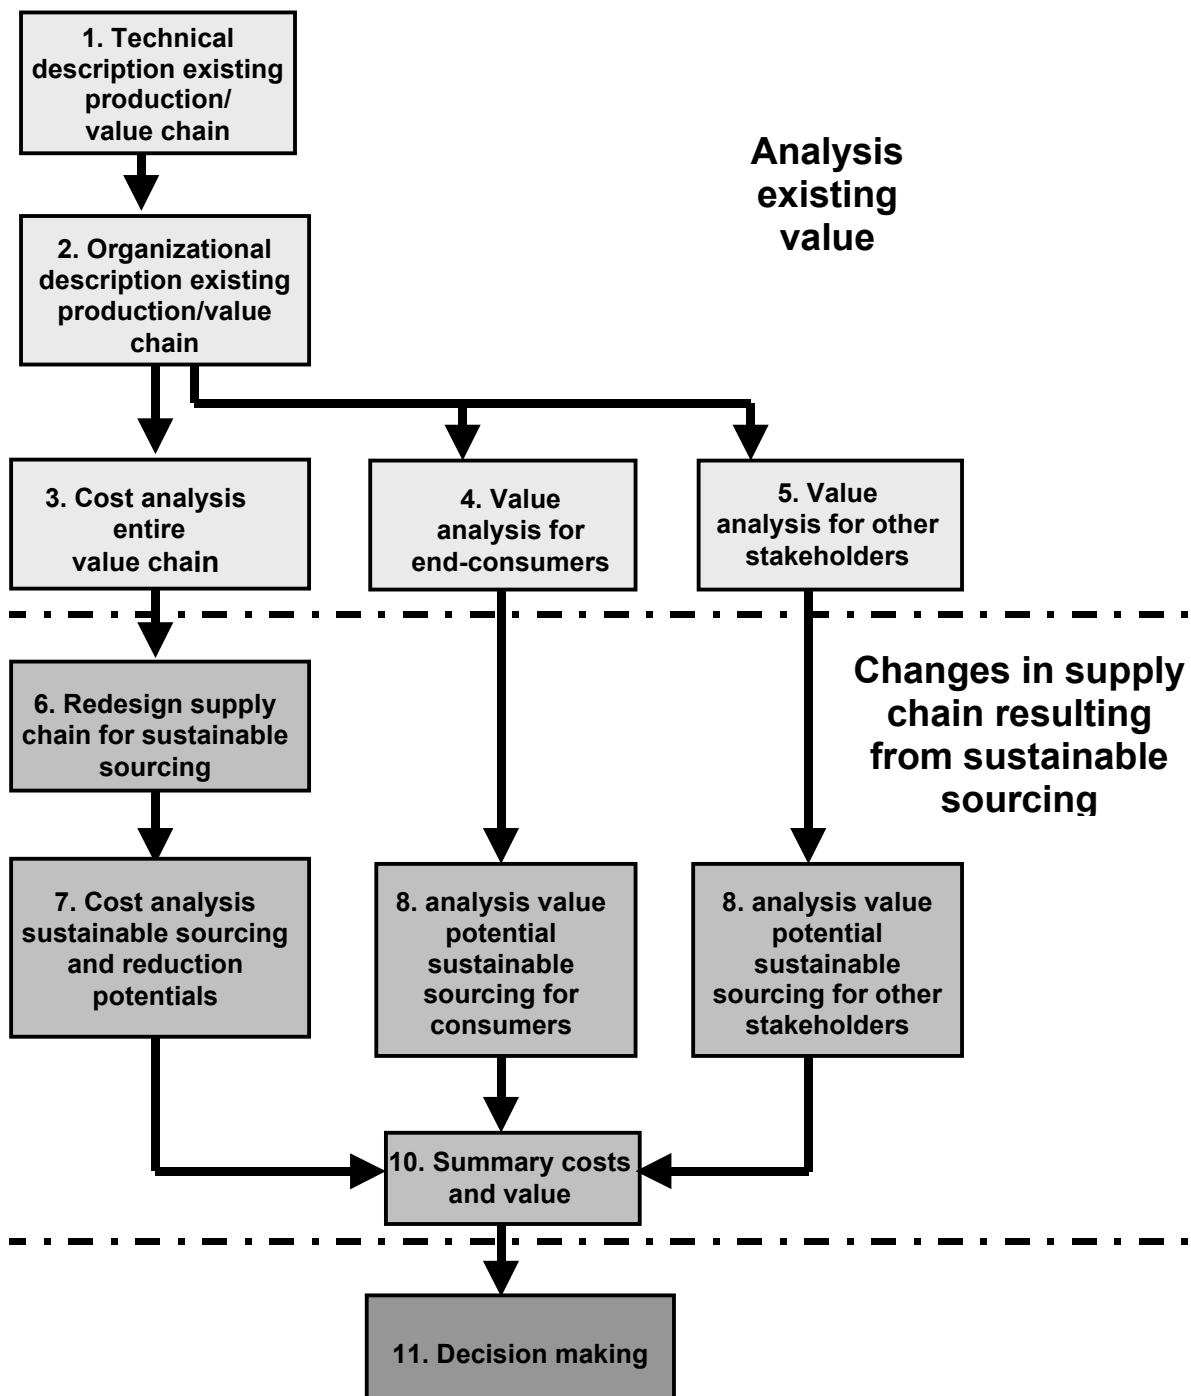 1. Technical
description existing
production/
value chain
Analysis
existing
value
2. Organizational
description existing
production/value
chain
3. Cost analysis
entire
value chain
4. Value
analysis for
end-consumers
5. Value
analysis for other
stakeholders
Changes in supply
chain resulting
from sustainable
sourcing
6. Redesign supply
chain for sustainable
sourcing
7. Cost analysis
sustainable sourcing
and reduction
potentials
8. analysis value
potential
sustainable
sourcing for
consumers
8. analysis value
potential
sustainable
sourcing for other
stakeholders
10. Summary costs
and value
11. Decision making